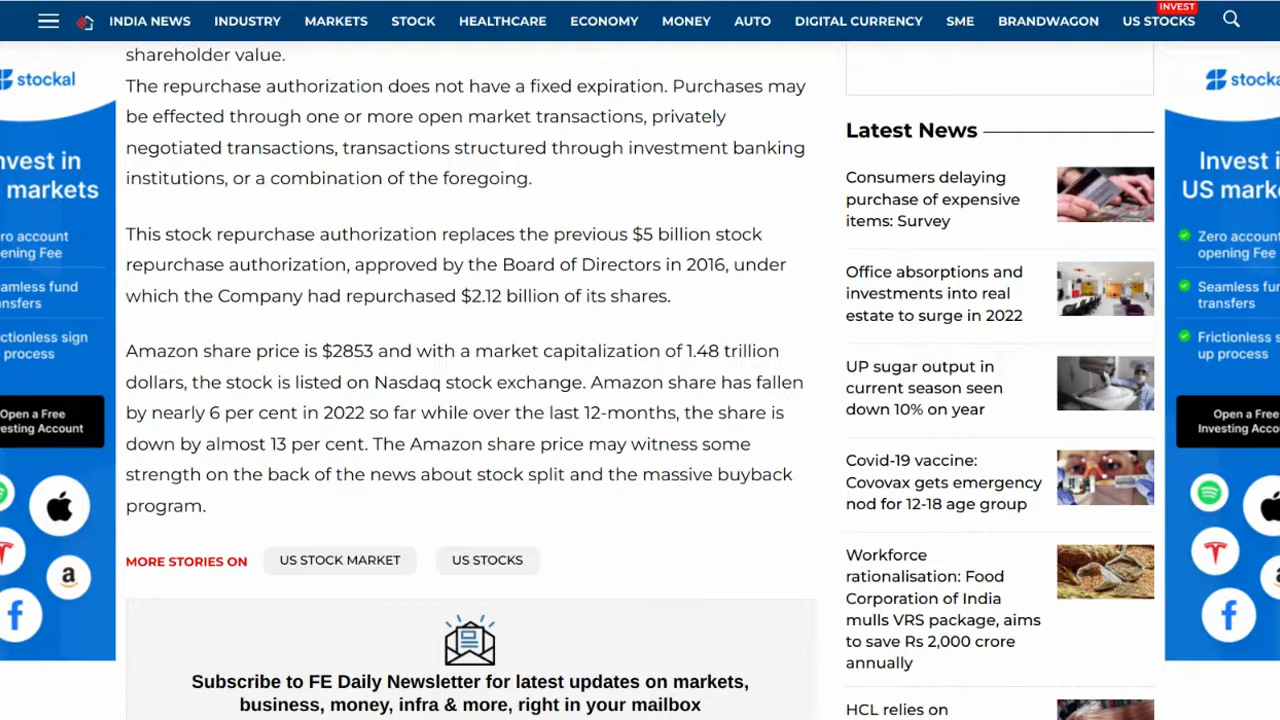 INDIA NEWS INDUSTRY MARKETS STOCK HEALTHCARE ECONOMY MONEY AUTO DIGITAL CURRENCY SME BRANDWAGON US STOCKS INVEST
shareholder value.
The repurchase authorization does not have a fixed expiration. Purchases may
be effected through one or more open market transactions, privately
negotiated transactions, transactions structured through investment banking
institutions, or a combination of the foregoing.
This stock repurchase authorization replaces the previous $5 billion stock
repurchase authorization, approved by the Board of Directors in 2016, under
which the Company had repurchased $2.12 billion of its shares.
Amazon share price is $2853 and with a market capitalization of 1.48 trillion
dollars, the stock is listed on Nasdaq stock exchange. Amazon share has fallen
by nearly 6 per cent in 2022 so far while over the last 12-months, the share is
down by almost 13 per cent. The Amazon share price may witness some
strength on the back of the news about stock split and the massive buyback
program.
MORE STORIES ON US STOCK MARKET US STOCKS
Subscribe to FE Daily Newsletter for latest updates on markets,
business, money, infra & more, right in your mailbox
Latest News
Consumers delaying
purchase of expensive
items: Survey
Office absorptions and
investments into real
estate to surge in 2022
UP sugar output in
current season seen
down 10% on year
Covid-19 vaccine:
Covovax gets emergency
nod for 12-18 age group
Workforce
rationalisation: Food
Corporation of India
mulls VRS package, aims
to save Rs 2,000 crore
annually
HCL relies on
stockal
nvest in
markets
ero account
ening Fee
eamless fund
nsfers
ctionless sign
process
Open a Free
esting Account
stocka
Invest i
US mark
Zero account
opening Fee
Seamless fu
transfers
Frictionless s
up process
Open a
Investing Acco